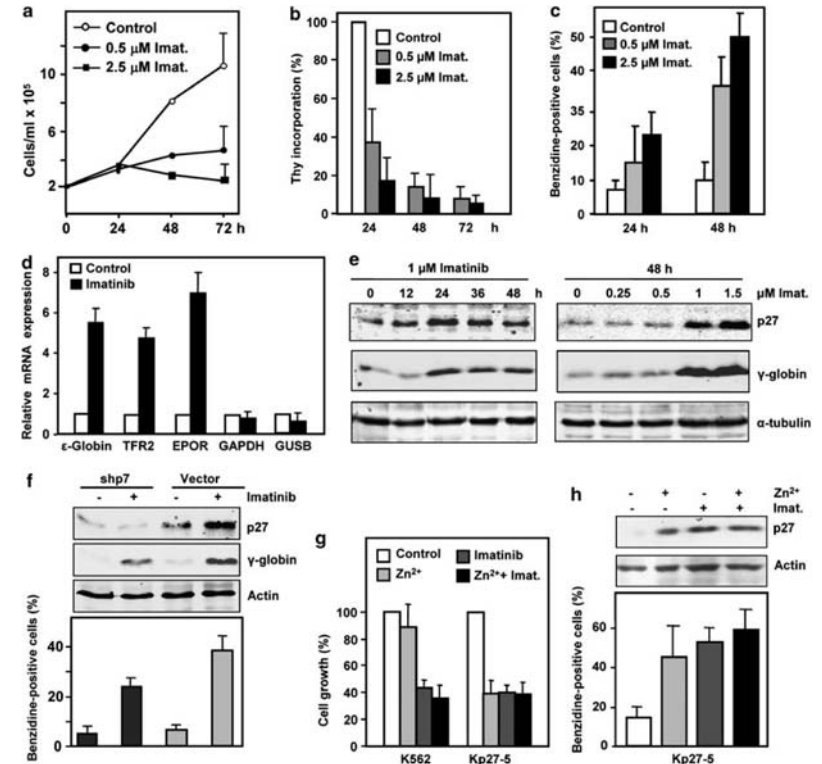 a
Control
0.5 µM Imat.
2.5 µM Imat.
Cells/ml x 10⁵
10
6
2
0 24 48 72 h
b
Control
0.5 µM Imat.
2.5 µM Imat.
Thy incorporation (%)
100
80
60
40
20
0
24 48 72 h
c
Control
0.5 µM Imat.
2.5 µM Imat.
Benzidine-positive cells (%)
50
35
20
10
0
24 h 48 h
d
Control
Imatinib
Relative mRNA expression
8
6
4
2
0
ε-Globin TFR2 EPOR GAPDH GUSB
e
1 µM Imatinib 48 h
0 12 24 36 48 h 0 0.25 0.5 1 1.5 µM Imat.
p27
γ-globin
α-tubulin
f
shp7 Vector
- + - + Imatinib
p27
γ-globin
Actin
Benzidine-positive cells (%)
40
20
0
g
Control Imatinib
Zn²⁺ Zn²⁺+ Imat.
Cell growth (%)
100
80
60
40
20
0
K562 Kp27-5
h
- + - + Zn²⁺
- - + + Imat.
p27
Actin
Benzidine-positive cells (%)
60
40
20
0
Kp27-5